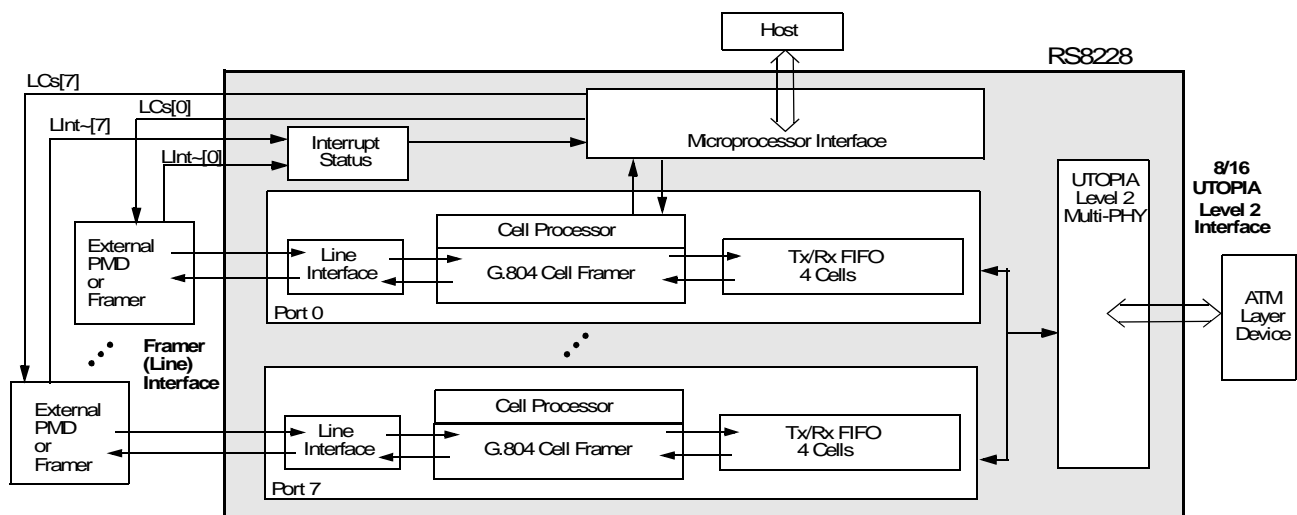 Host
RS8228
LCs[7]
LCs[0]
LInt~[7]
LInt~[0]
Interrupt
Status
Microprocessor Interface
8/16
UTOPIA
Level 2
Interface
UTOPIA
Level 2
Multi-PHY
External
PMD
or
Framer
Line
Interface
Cell Processor
G.804 Cell Framer
Tx/Rx FIFO
4 Cells
Port 0
ATM
Layer
Device
Framer
(Line)
Interface
External
PMD
or
Framer
Line
Interface
Cell Processor
G.804 Cell Framer
Tx/Rx FIFO
4 Cells
Port 7